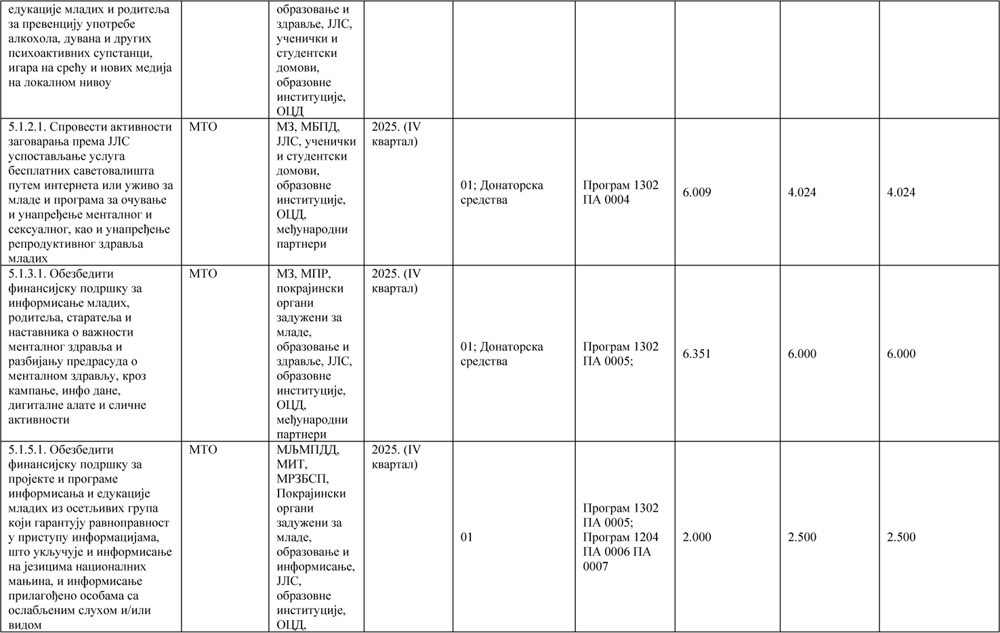 едукације младих и родитеља
за превенцију употребе
алкохола, дувана и других
психоактивних супстанци,
игара на срећу и нових медија
на локалном нивоу
образовање и
здравље, ЈЛС,
ученички и
студентски
домови,
образовне
институције,
ОЦД
5.1.2.1. Спровести активности
заговарања према ЈЛС
успостављање услуга
бесплатних саветовалишта
путем интернета или уживо за
младе и програма за очување
и унапређење менталног и
сексуалног, као и унапређење
репродуктивног здравља
младих
МТО
МЗ, МБПД,
ЈЛС, ученички
и студентски
домови,
образовне
институције,
ОЦД,
међународни
партнери
2025. (IV
квартал)
01; Донаторска
средства
Програм 1302
ПА 0004
6.009
4.024
4.024
5.1.3.1. Обезбедити
финансијску подршку за
информисање младих,
родитеља, старатеља и
наставника о важности
менталног здравља и
разбијању предрасуда о
менталном здрављу, кроз
кампање, инфо дане,
дигиталне алате и сличне
активности
МТО
МЗ, МПР,
покрајински
органи
задужени за
младе,
образовање и
здравље, ЈЛС,
образовне
институције,
ОЦД,
међународни
партнери
2025. (IV
квартал)
01; Донаторска
средства
Програм 1302
ПА 0005;
6.351
6.000
6.000
5.1.5.1. Обезбедити
финансијску подршку за
пројекте и програме
информисања и едукације
младих из осетљивих група
који гарантују равноправност
у приступу информацијама,
што укључује и информисање
на језицима националних
мањина, и информисање
прилагођено особама са
ослабљеним слухом и/или
видом
МТО
МЉМПДД,
МИТ,
МРЗБСП,
Покрајински
органи
задужени за
младе,
образовање и
информисање,
ЈЛС,
образовне
институције,
ОЦД,
2025. (IV
квартал)
01
Програм 1302
ПА 0005;
Програм 1204
ПА 0006 ПА
0007
2.000
2.500
2.500